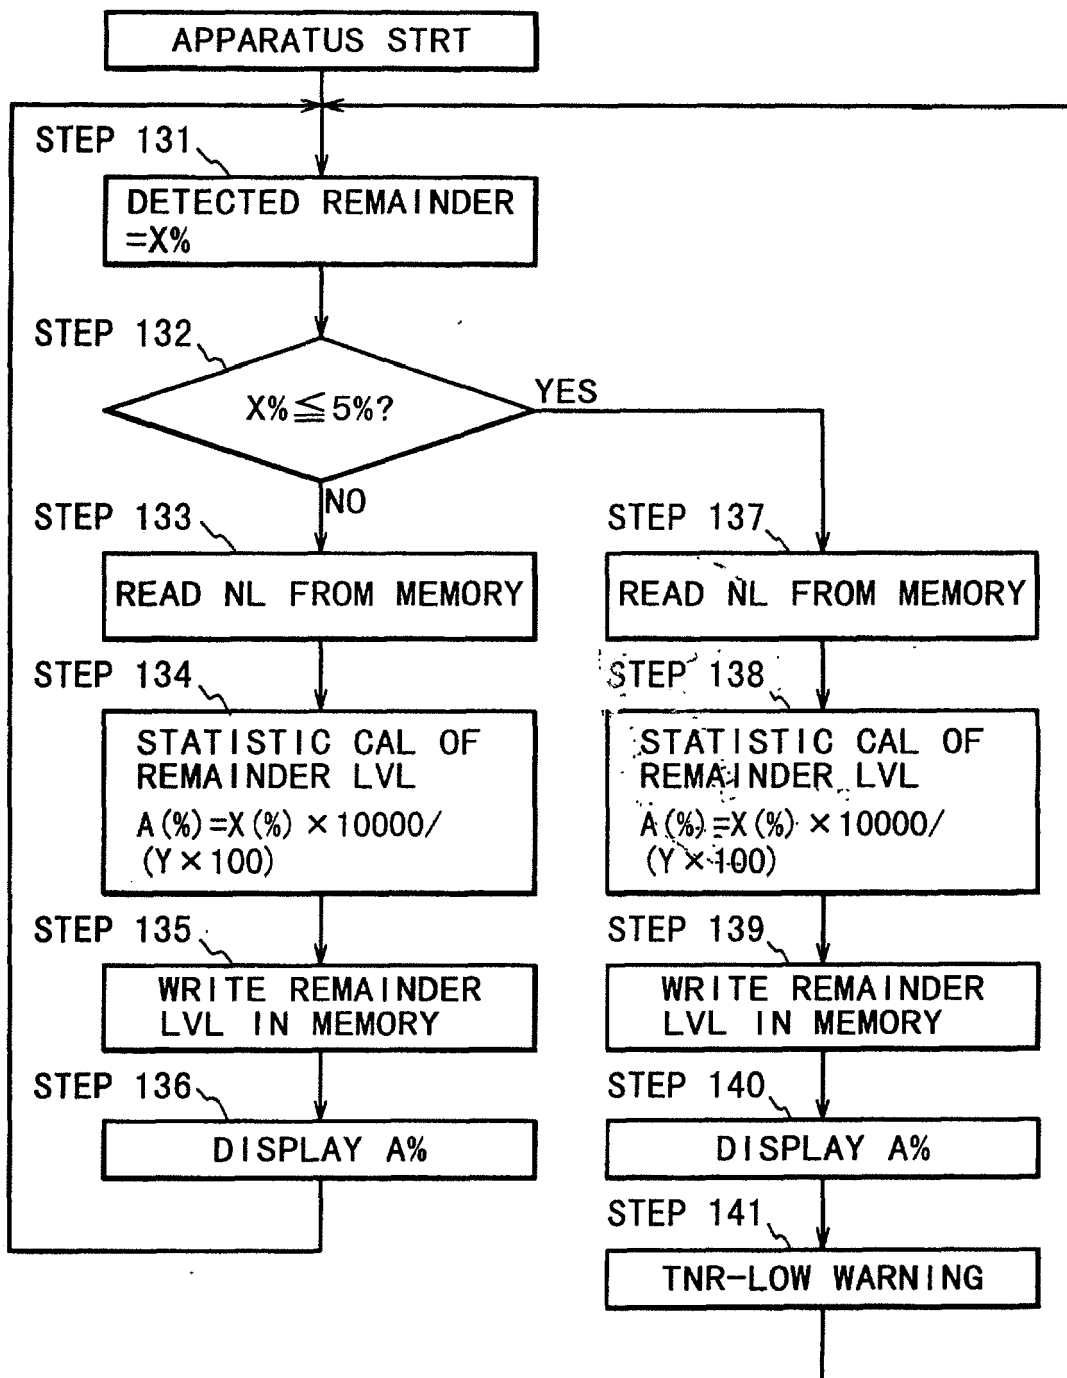 APPARATUS STRT
STEP 131
DETECTED REMAINDER
=X%
STEP 132
X%≦5%?
YES
NO
STEP 133
READ NL FROM MEMORY
STEP 134
STATISTIC CAL OF
REMAINDER LVL
A(%)=X(%)×10000/
(Y×100)
STEP 135
WRITE REMAINDER
LVL IN MEMORY
STEP 136
DISPLAY A%
STEP 137
READ NL FROM MEMORY
STEP 138
STATISTIC CAL OF
REMAINDER LVL
A(%)=X(%)×10000/
(Y×100)
STEP 139
WRITE REMAINDER
LVL IN MEMORY
STEP 140
DISPLAY A%
STEP 141
TNR-LOW WARNING